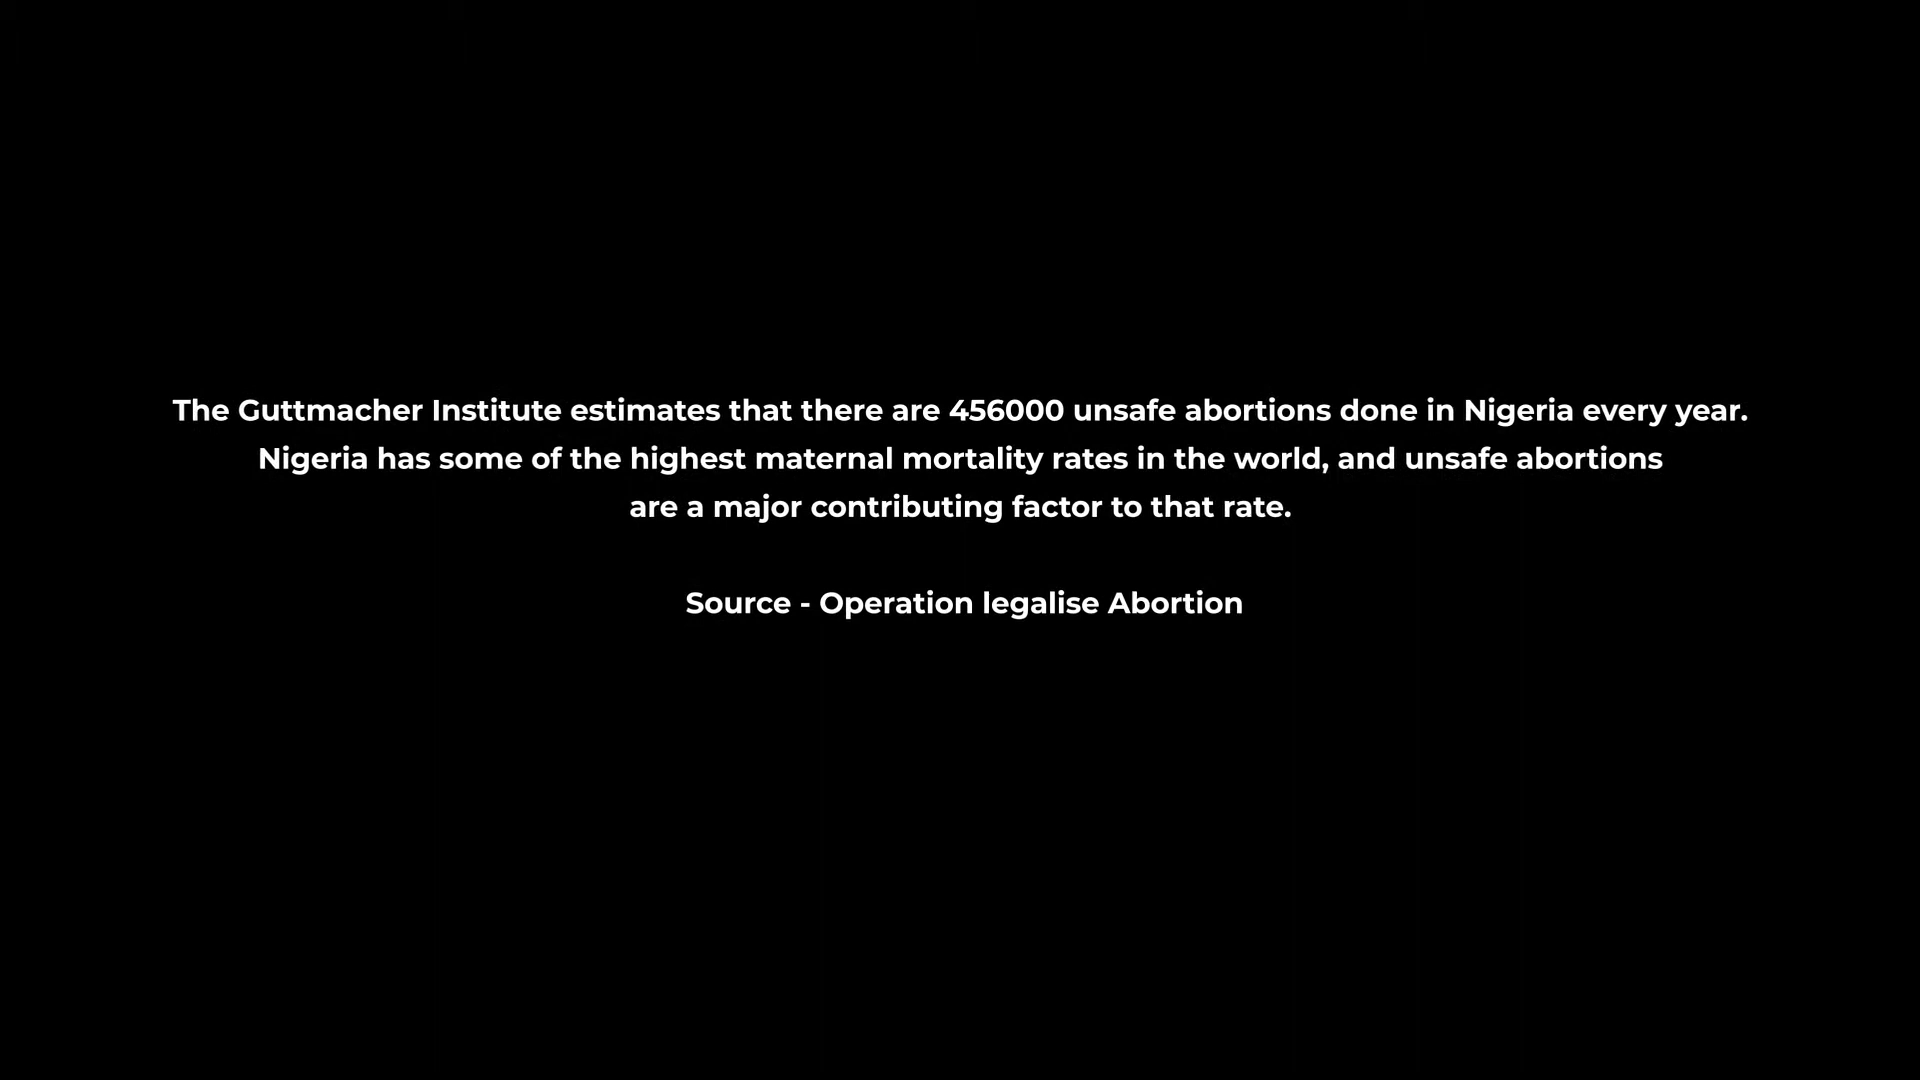 The Guttmacher Institute estimates that there are 456000 unsafe abortions done in Nigeria every year.
Nigeria has some of the highest maternal mortality rates in the world, and unsafe abortions
are a major contributing factor to that rate.
Source - Operation legalise Abortion